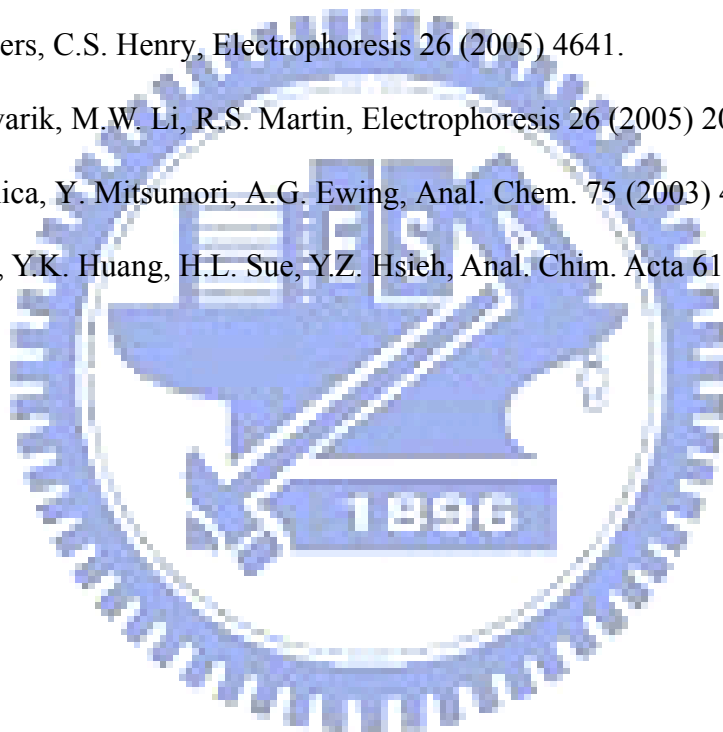 ers, C.S. Henry, Electrophoresis 26 (2005) 4641.
varik, M.W. Li, R.S. Martin, Electrophoresis 26 (2005) 20
nica, Y. Mitsumori, A.G. Ewing, Anal. Chem. 75 (2003) 4
, Y.K. Huang, H.L. Sue, Y.Z. Hsieh, Anal. Chim. Acta 61
E S
1896